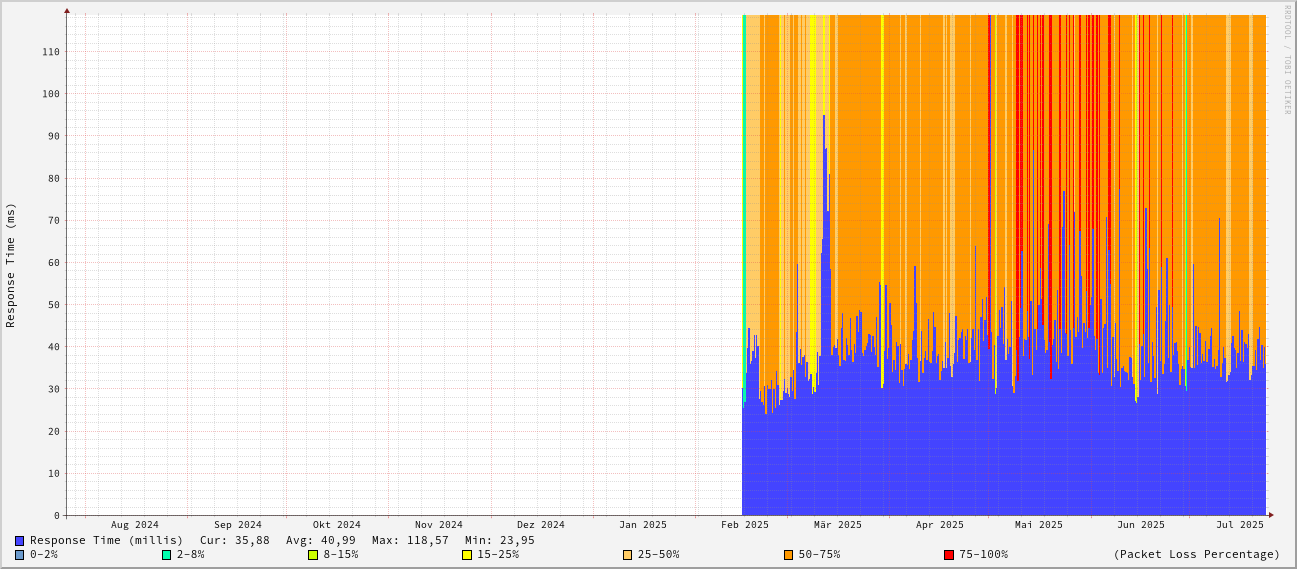 RRDTOOL / TOBI OETIKER
Response Time (ms)
110
100
90
80
70
60
50
40
30
20
10
0
Aug 2024 Sep 2024 Okt 2024 Nov 2024 Dez 2024 Jan 2025 Feb 2025 Mär 2025 Apr 2025 Mai 2025 Jun 2025 Jul 2025
Response Time (millis) Cur: 35,88 Avg: 40,99 Max: 118,57 Min: 23,95
0-2% 2-8% 8-15% 15-25% 25-50% 50-75% 75-100% (Packet Loss Percentage)